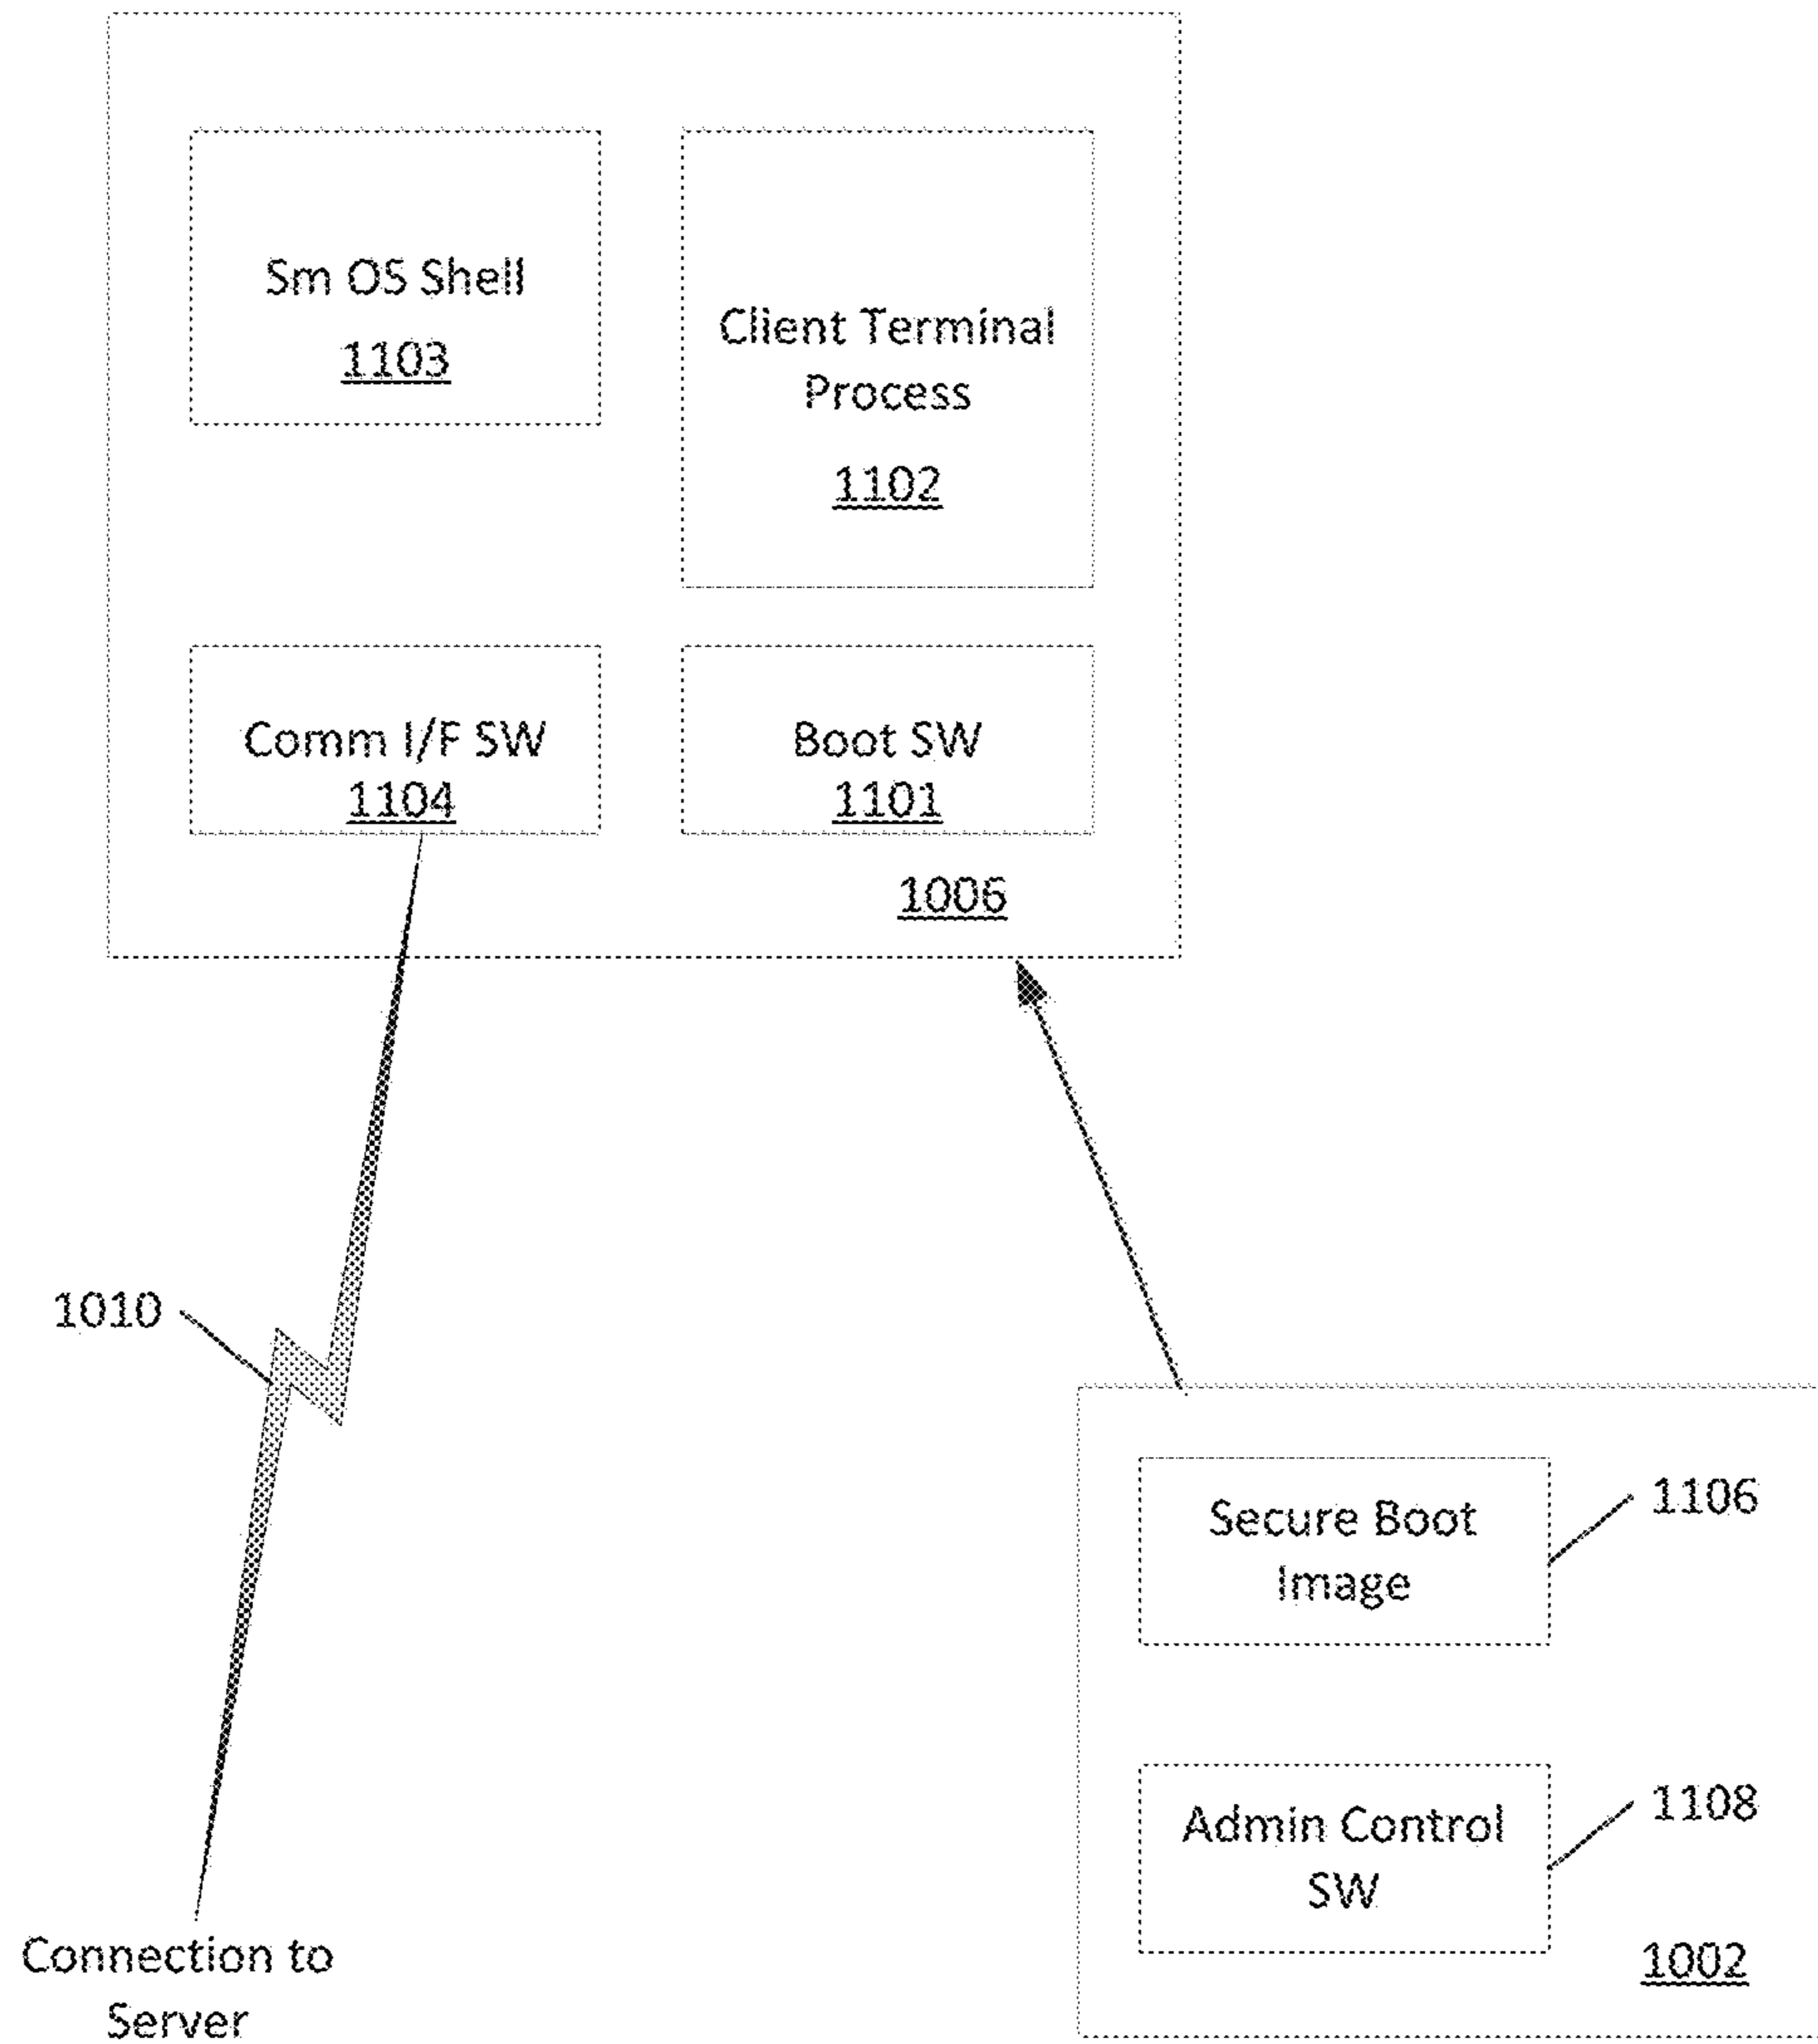 Sm OS Shell
1103
Client Terminal
Process
1102
Comm I/F SW
1104
Boot SW
1101
1006
1010
Secure Boot
Image
1106
Admin Control
SW
1108
1002
Connection to
Server